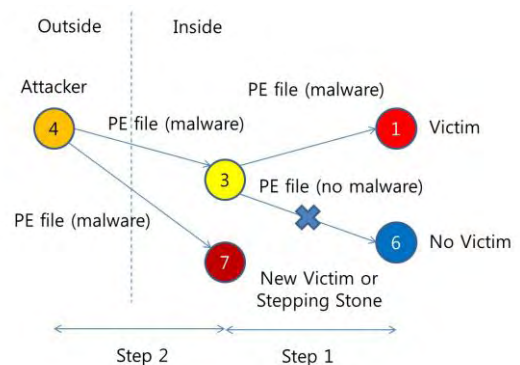 Outside
Inside
Attacker
PE file (malware)
PE file (malware)
4
1
Victim
3
PE file (no malware)
PE file (malware)
7
6
No Victim
New Victim or
Stepping Stone
Step 2
Step 1